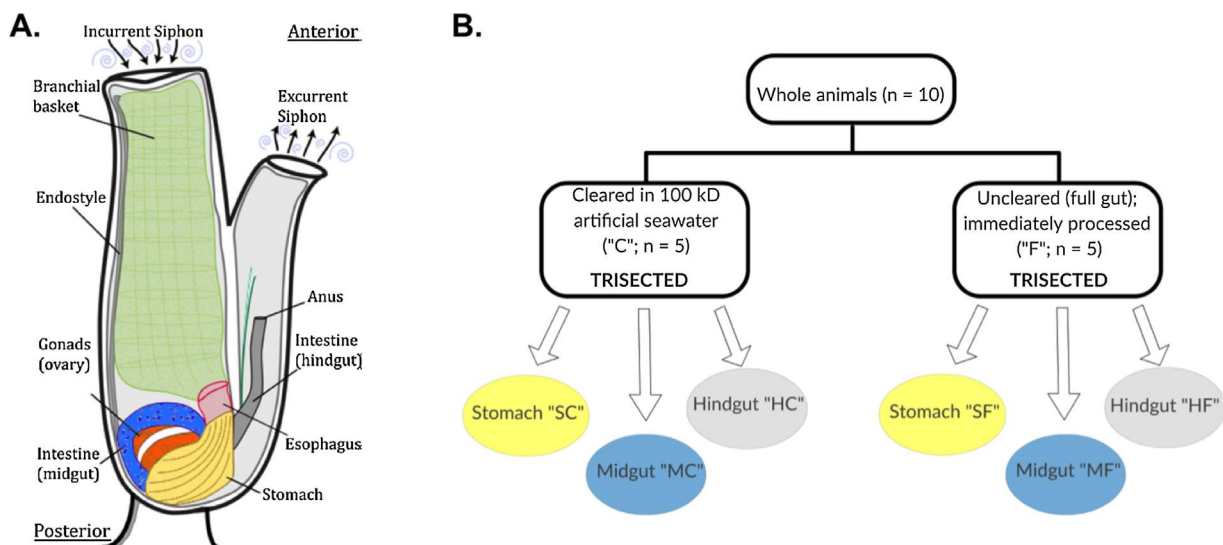 A.
Incurrent Siphon
Anterior
Branchial
basket
Excurrent
Siphon
Endostyle
Anus
Gonads
(ovary)
Intestine
(hindgut)
Esophagus
Intestine
(midgut)
Stomach
Posterior
B.
Whole animals (n = 10)
Cleared in 100 kD
artificial seawater
("C"; n = 5)
TRISECTED
Uncleared (full gut);
immediately processed
("F"; n = 5)
TRISECTED
Stomach "SC"
Hindgut "HC"
Midgut "MC"
Stomach "SF"
Hindgut "HF"
Midgut "MF"